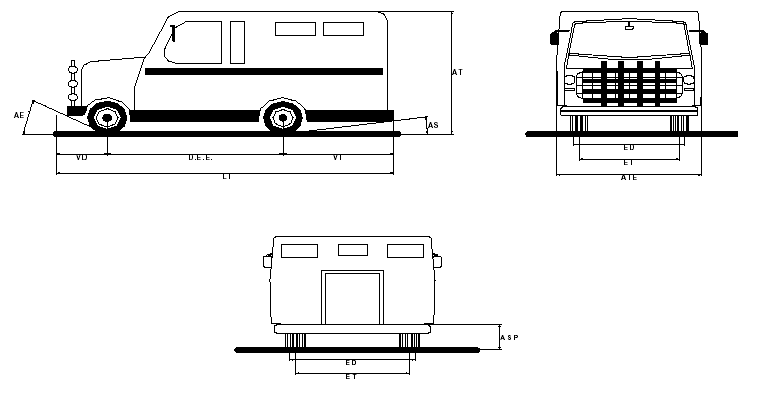 AT
AE
AS
VD
D.E.E.
VT
LT
ED
ET
ATE
ASP
ED
ET